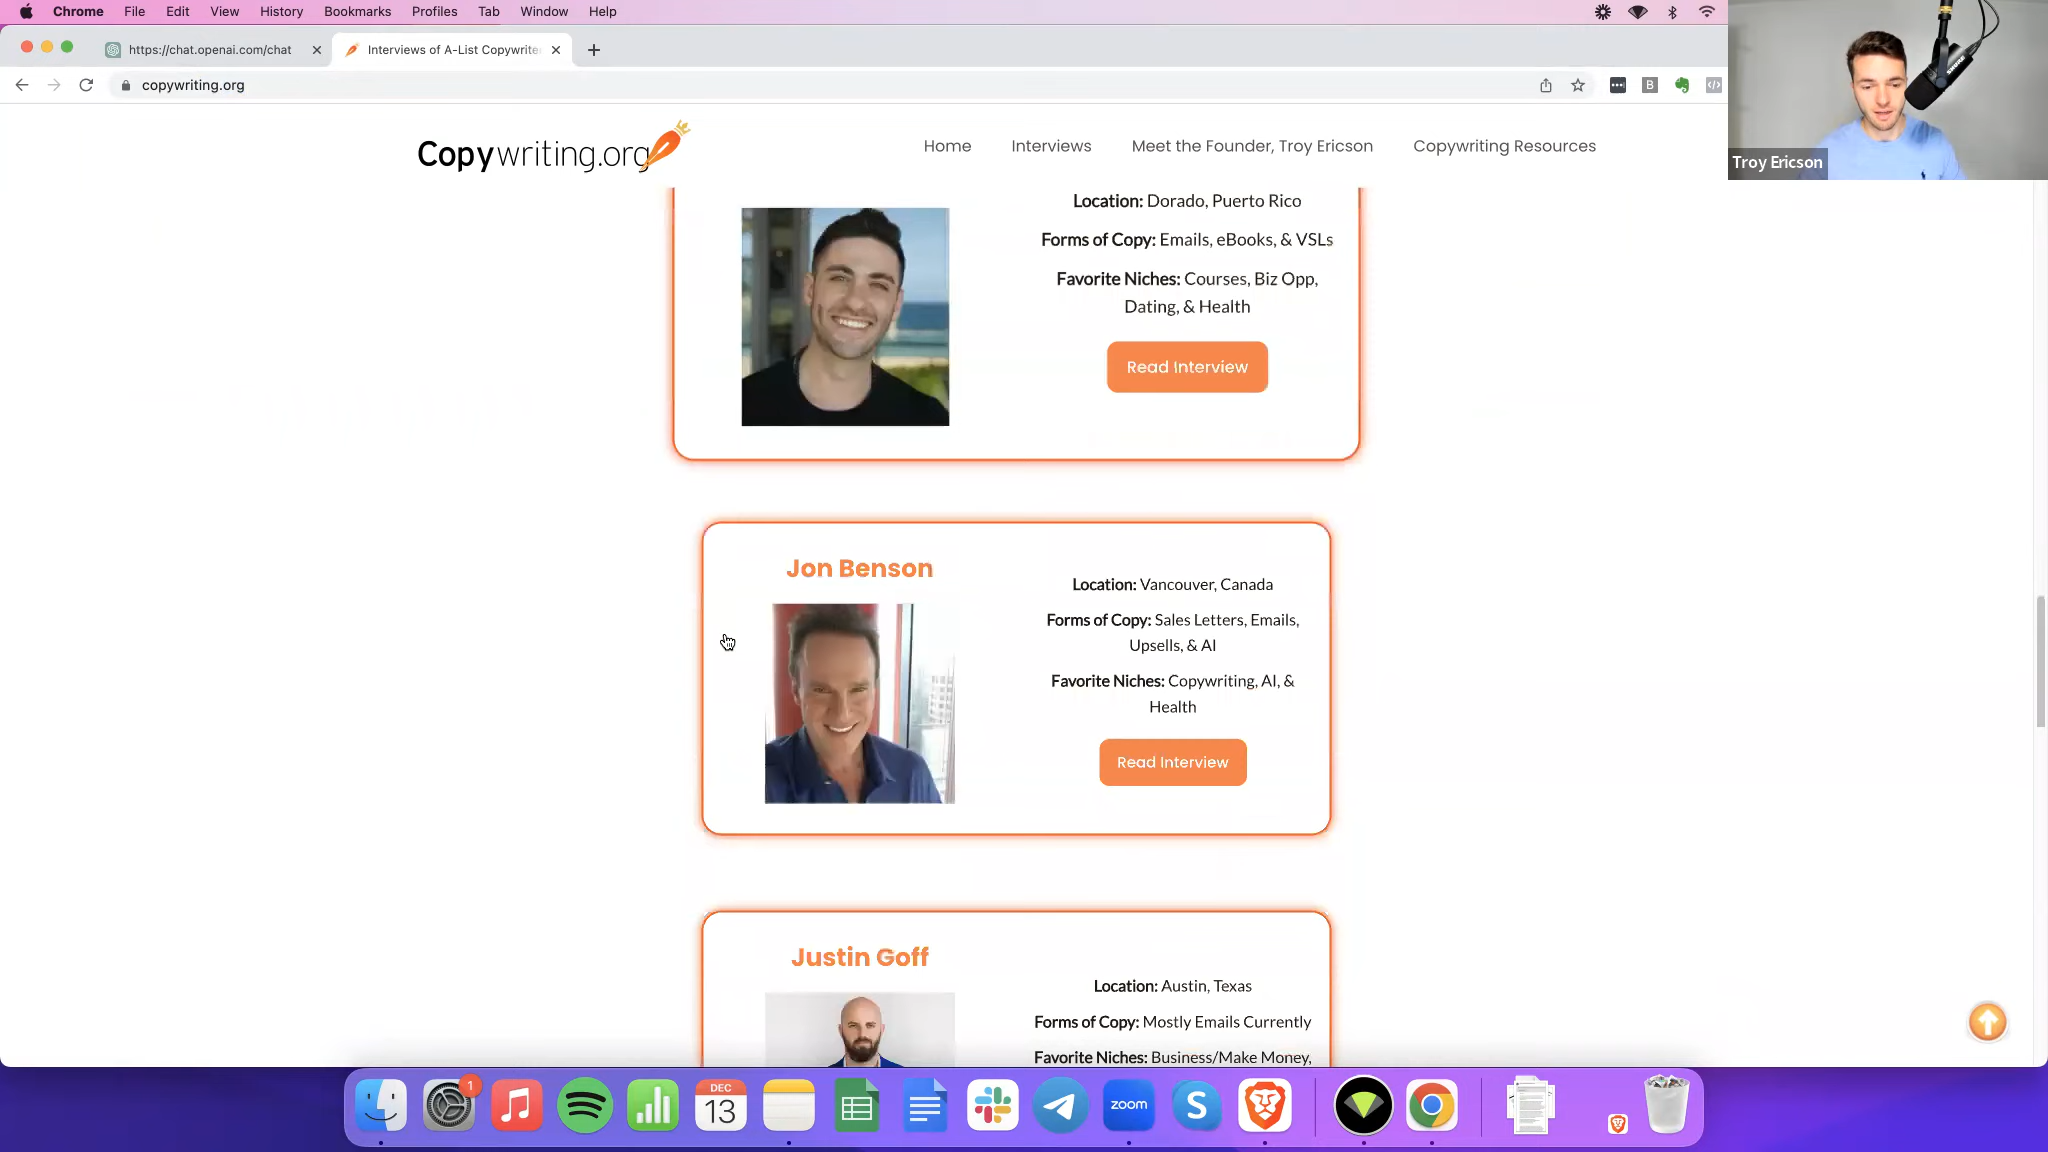 Chrome File Edit View History Bookmarks Profiles Tab Window Help
https://chat.openai.com/chat
Interviews of A-List Copywrite
copywriting.org
B
Copywriting.org
Home
Interviews
Meet the Founder, Troy Ericson
Copywriting Resources
Troy Ericson
Location: Dorado, Puerto Rico
Forms of Copy: Emails, eBooks, & VSLs
Favorite Niches: Courses, Biz Opp,
Dating, & Health
Read Interview
Jon Benson
Location: Vancouver, Canada
Forms of Copy: Sales Letters, Emails,
Upsells, & AI
Favorite Niches: Copywriting, AI, &
Health
Read Interview
Justin Goff
Location: Austin, Texas
Forms of Copy: Mostly Emails Currently
Favorite Niches: Business/Make Money,
1
DEC
13
zoom
S